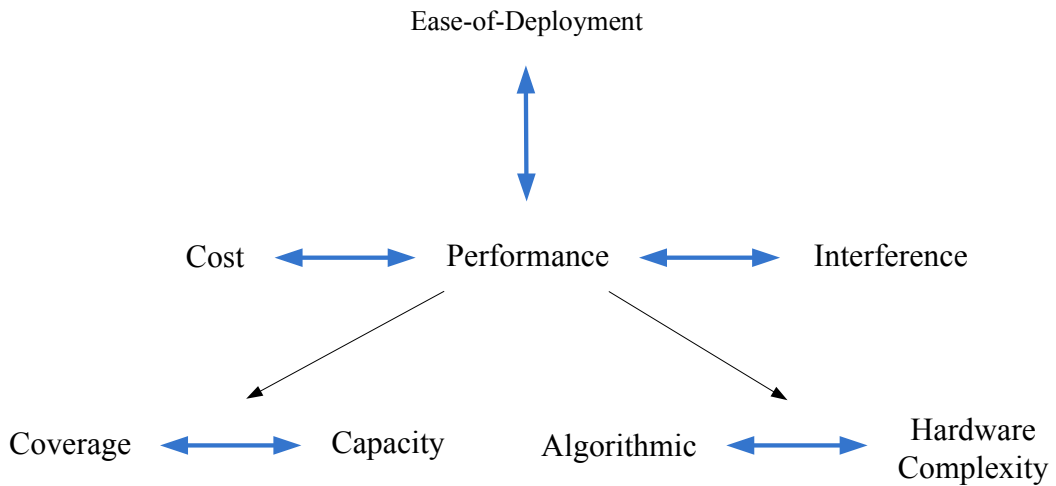 Ease-of-Deployment
Cost
Performance
Interference
Coverage
Capacity
Algorithmic
Hardware
Complexity